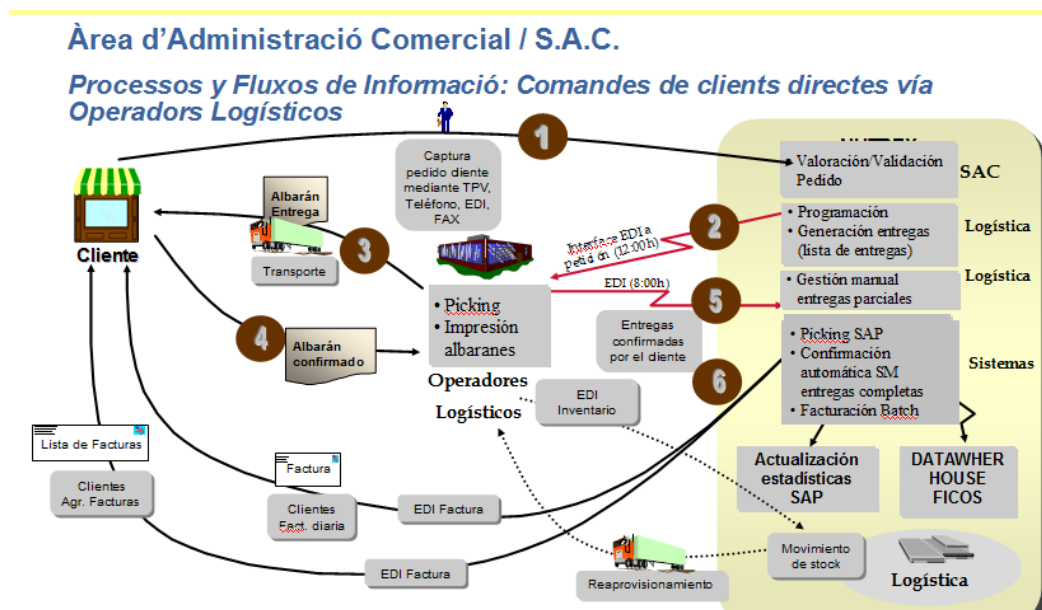 Àrea d’Administració Comercial / S.A.C.
Processos y Fluxos de Informació: Comandes de clients directes vía
Operadors Logístics
1
Captura
pedido cliente
mediante TPV,
Teléfono, EDI,
FAX
• Valoración/Validación
Pedido
SAC
Albarán
Entrega
3
Transporte
Cliente
2
Interface EDI a
petición (12:00h)
• Programación
• Generación entregas
(lista de entregas)
Logística
EDI (8:00h)
5
• Gestión manual
entregas parciales
Logística
• Picking
• Impresión
albaranes
Operadores
Logísticos
4
Albarán
confirmado
Entregas
confirmadas
por el cliente
6
• Picking SAP
• Confirmación
automática SM
entregas completas
• Facturación Batch
Sistemas
EDI
Inventario
Lista de Facturas
Clientes
Agr. Facturas
Factura
Clientes
Fact. diaria
EDI Factura
EDI Factura
Actualización
estadísticas
SAP
DATAWHER
HOUSE
FICOS
Reaprovisionamiento
Movimiento
de stock
Logística